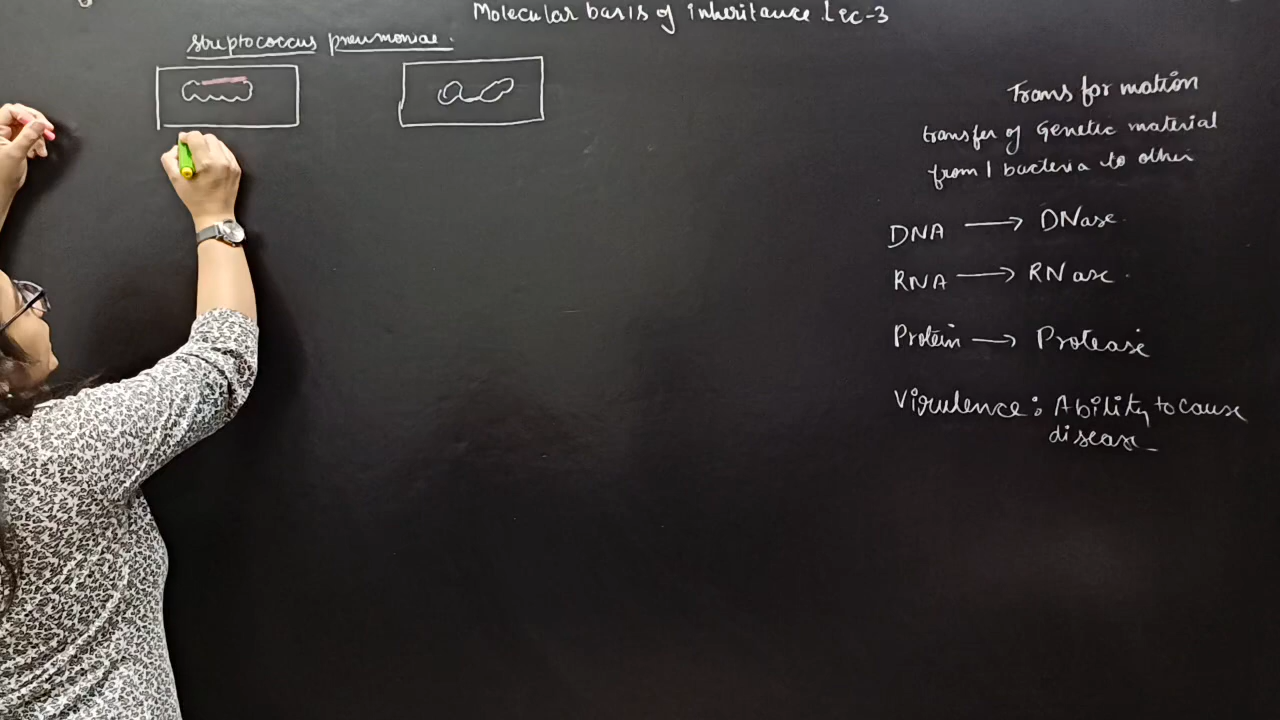 Molecular basis of inheritance. Lec-3
Streptococcus pneumoniae.
Transformation
transfer of Genetic material
from 1 bacteria to other
DNA → DNase.
RNA → RNase.
Protein → Protease
Virulence: Ability to cause
disease